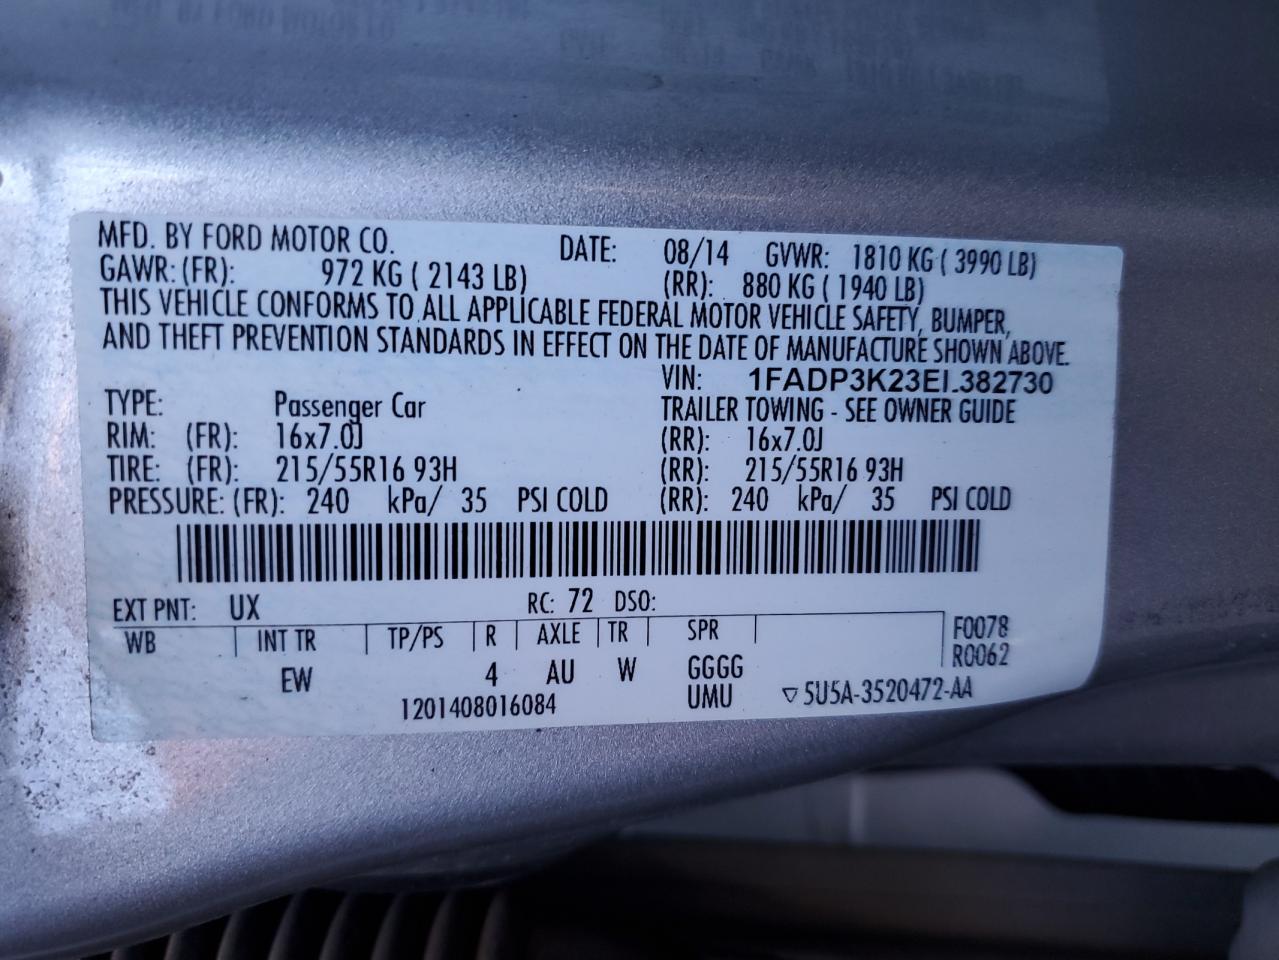 MFD. BY FORD MOTOR CO. DATE: 08/14 GVWR: 1810 KG ( 3990 LB)
GAWR: (FR): 972 KG ( 2143 LB) (RR): 880 KG ( 1940 LB)
THIS VEHICLE CONFORMS TO ALL APPLICABLE FEDERAL MOTOR VEHICLE SAFETY, BUMPER,
AND THEFT PREVENTION STANDARDS IN EFFECT ON THE DATE OF MANUFACTURE SHOWN ABOVE.
VIN: 1FADP3K23EL382730
TYPE: Passenger Car TRAILER TOWING - SEE OWNER GUIDE
RIM: (FR): 16x7.0J (RR): 16x7.0J
TIRE: (FR): 215/55R16 93H (RR): 215/55R16 93H
PRESSURE: (FR): 240 kPa/ 35 PSI COLD (RR): 240 kPa/ 35 PSI COLD
EXT PNT: UX RC: 72 DSO:
WB INT TR TP/PS R AXLE TR SPR F0078
EW 4 AU W GGGG R0062
1201408016084 UMU ▽ 5U5A-3520472-AA